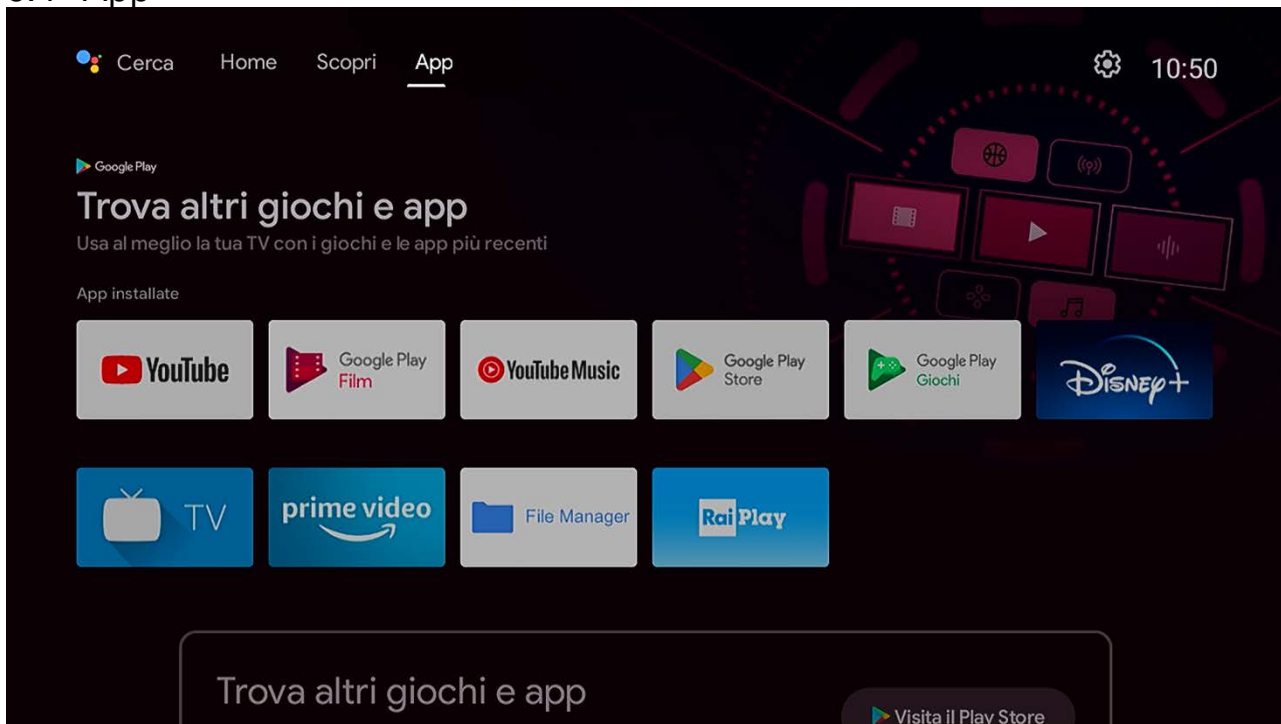 Cerca Home Scopri App 10:50
Google Play
Trova altri giochi e app
Usa al meglio la tua TV con i giochi e le app più recenti
App installate
YouTube Google Play Film YouTube Music Google Play Store Google Play Giochi Disney+
TV prime video File Manager Rai Play
Trova altri giochi e app
Visita il Play Store